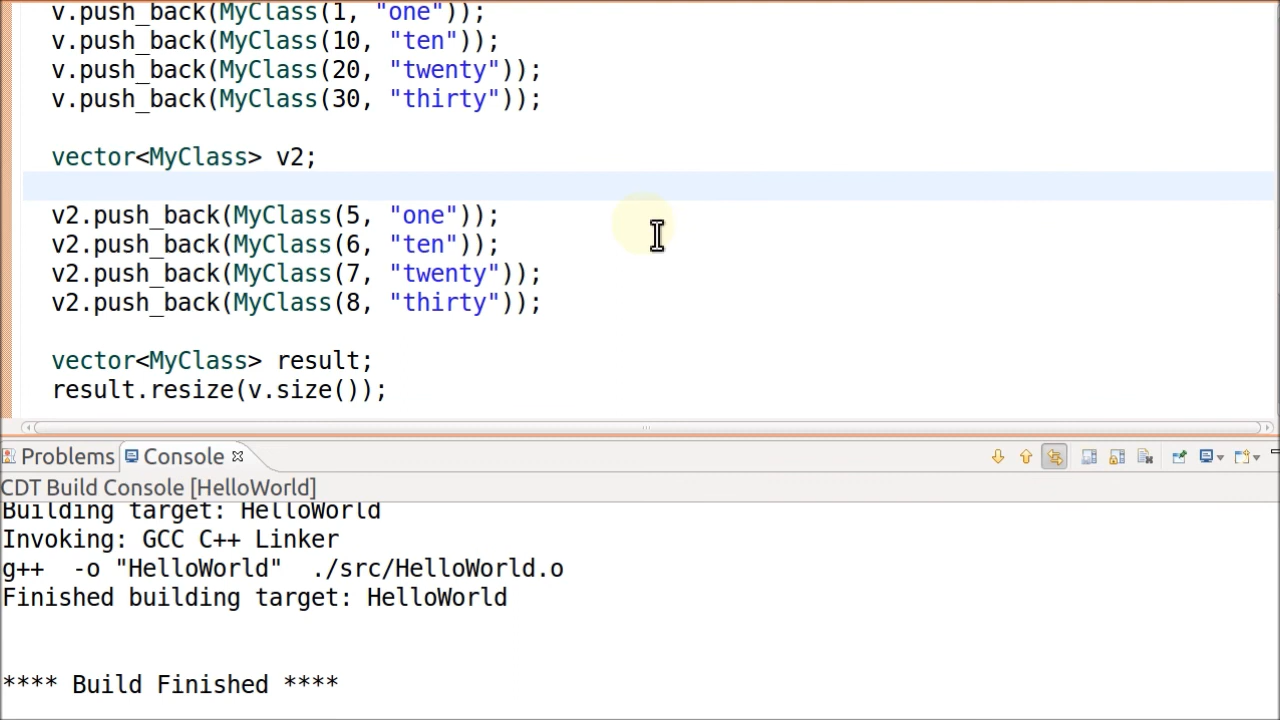 v.push_back(MyClass(1, "one"));
v.push_back(MyClass(10, "ten"));
v.push_back(MyClass(20, "twenty"));
v.push_back(MyClass(30, "thirty"));
vector<MyClass> v2;
v2.push_back(MyClass(5, "one"));
v2.push_back(MyClass(6, "ten"));
v2.push_back(MyClass(7, "twenty"));
v2.push_back(MyClass(8, "thirty"));
vector<MyClass> result;
result.resize(v.size());
Problems Console
CDT Build Console [HelloWorld]
Building target: HelloWorld
Invoking: GCC C++ Linker
g++  -o "HelloWorld"  ./src/HelloWorld.o
Finished building target: HelloWorld
**** Build Finished ****